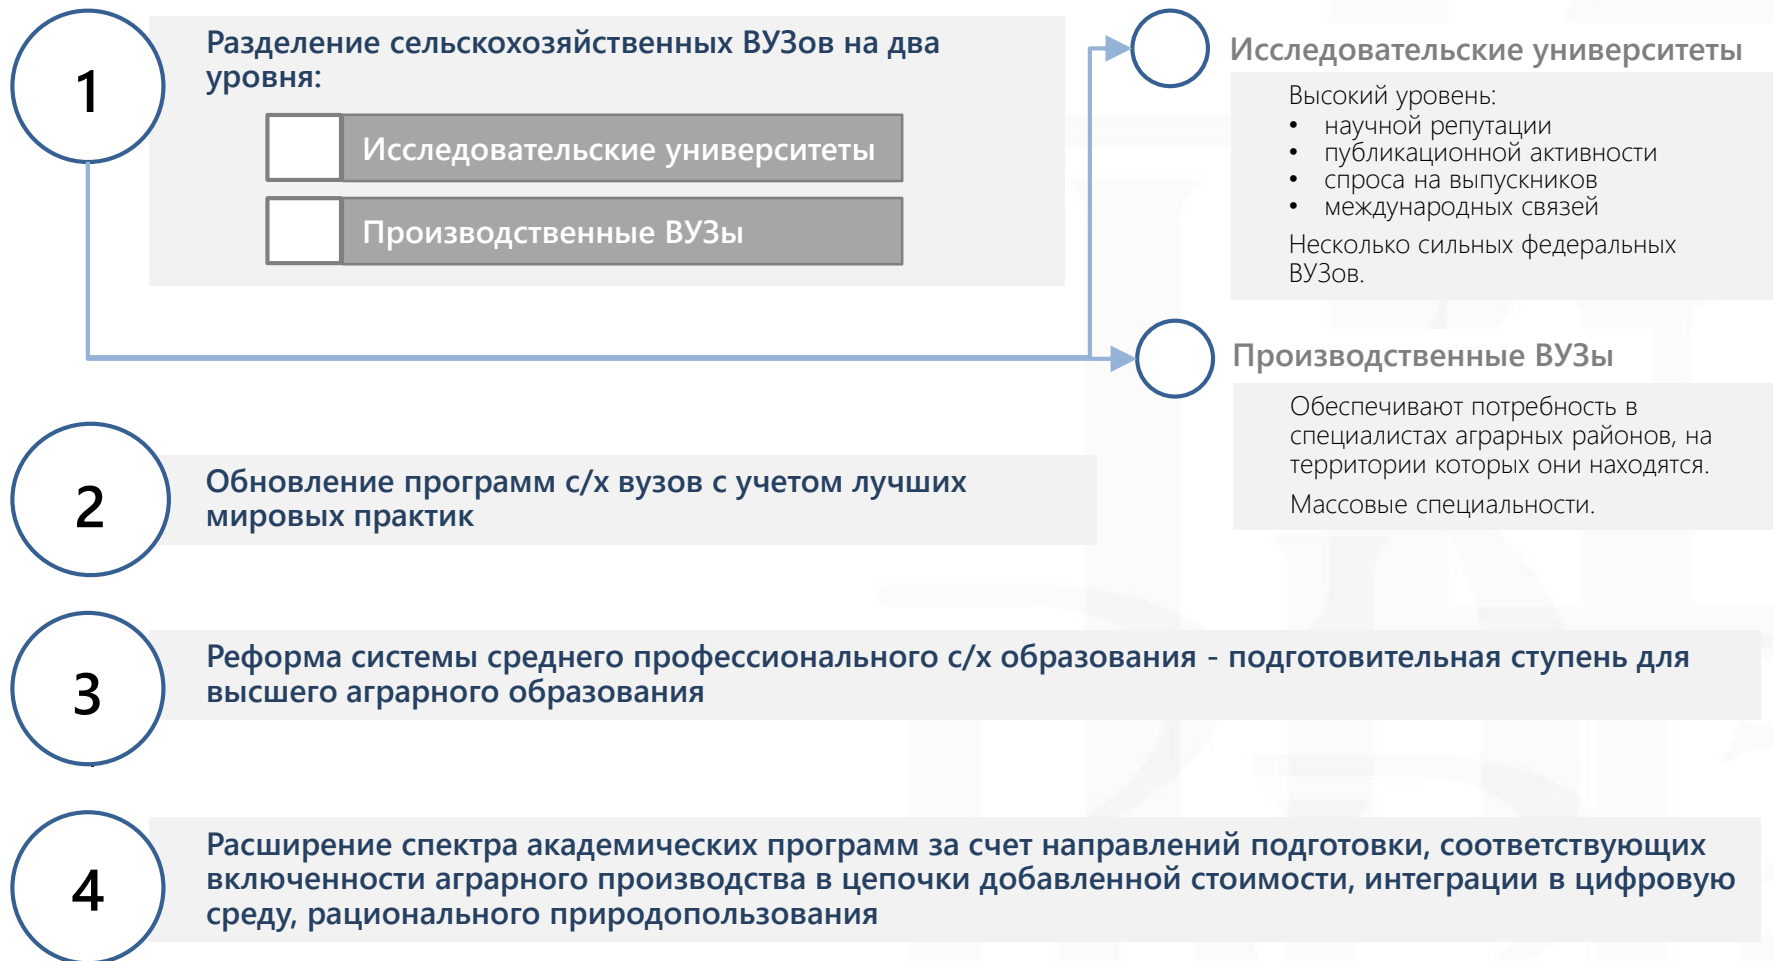 1
Разделение сельскохозяйственных ВУЗов на два
уровня:
Исследовательские университеты
Производственные ВУЗы
Исследовательские университеты
Высокий уровень:
• научной репутации
• публикационной активности
• спроса на выпускников
• международных связей
Несколько сильных федеральных
ВУЗов.
Производственные ВУЗы
Обеспечивают потребность в
специалистах аграрных районов, на
территории которых они находятся.
Массовые специальности.
2
Обновление программ с/х вузов с учетом лучших
мировых практик
3
Реформа системы среднего профессионального с/х образования - подготовительная ступень для
высшего аграрного образования
4
Расширение спектра академических программ за счет направлений подготовки, соответствующих
включенности аграрного производства в цепочки добавленной стоимости, интеграции в цифровую
среду, рационального природопользования